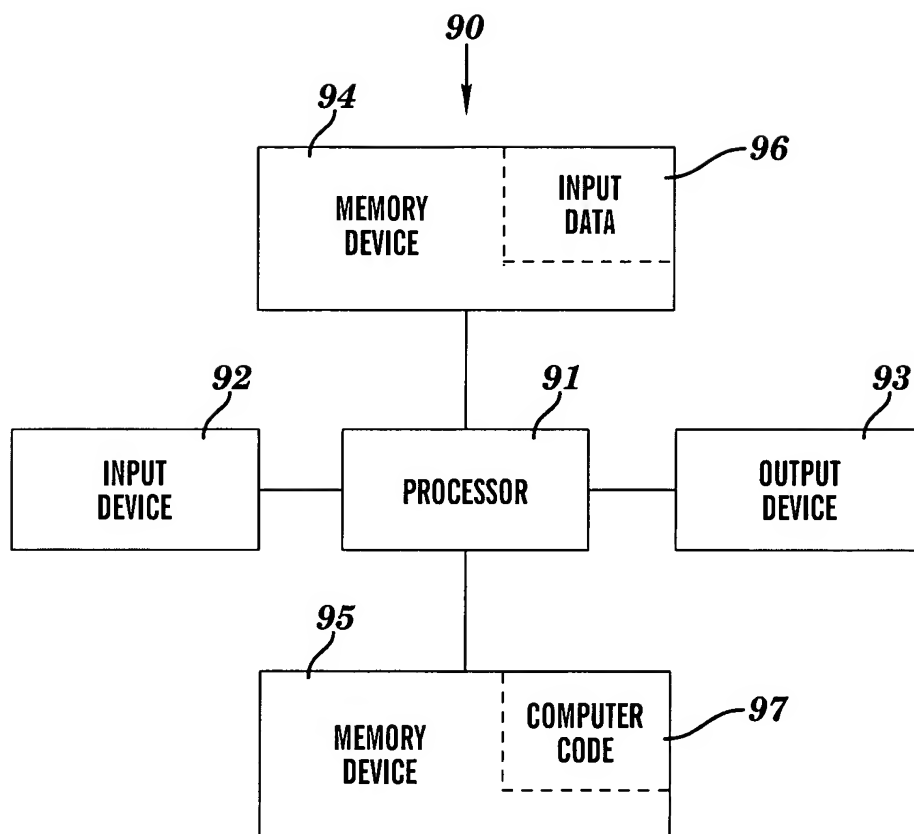 90
94
96
MEMORY
DEVICE
INPUT
DATA
92
91
93
INPUT
DEVICE
PROCESSOR
OUTPUT
DEVICE
95
97
MEMORY
DEVICE
COMPUTER
CODE